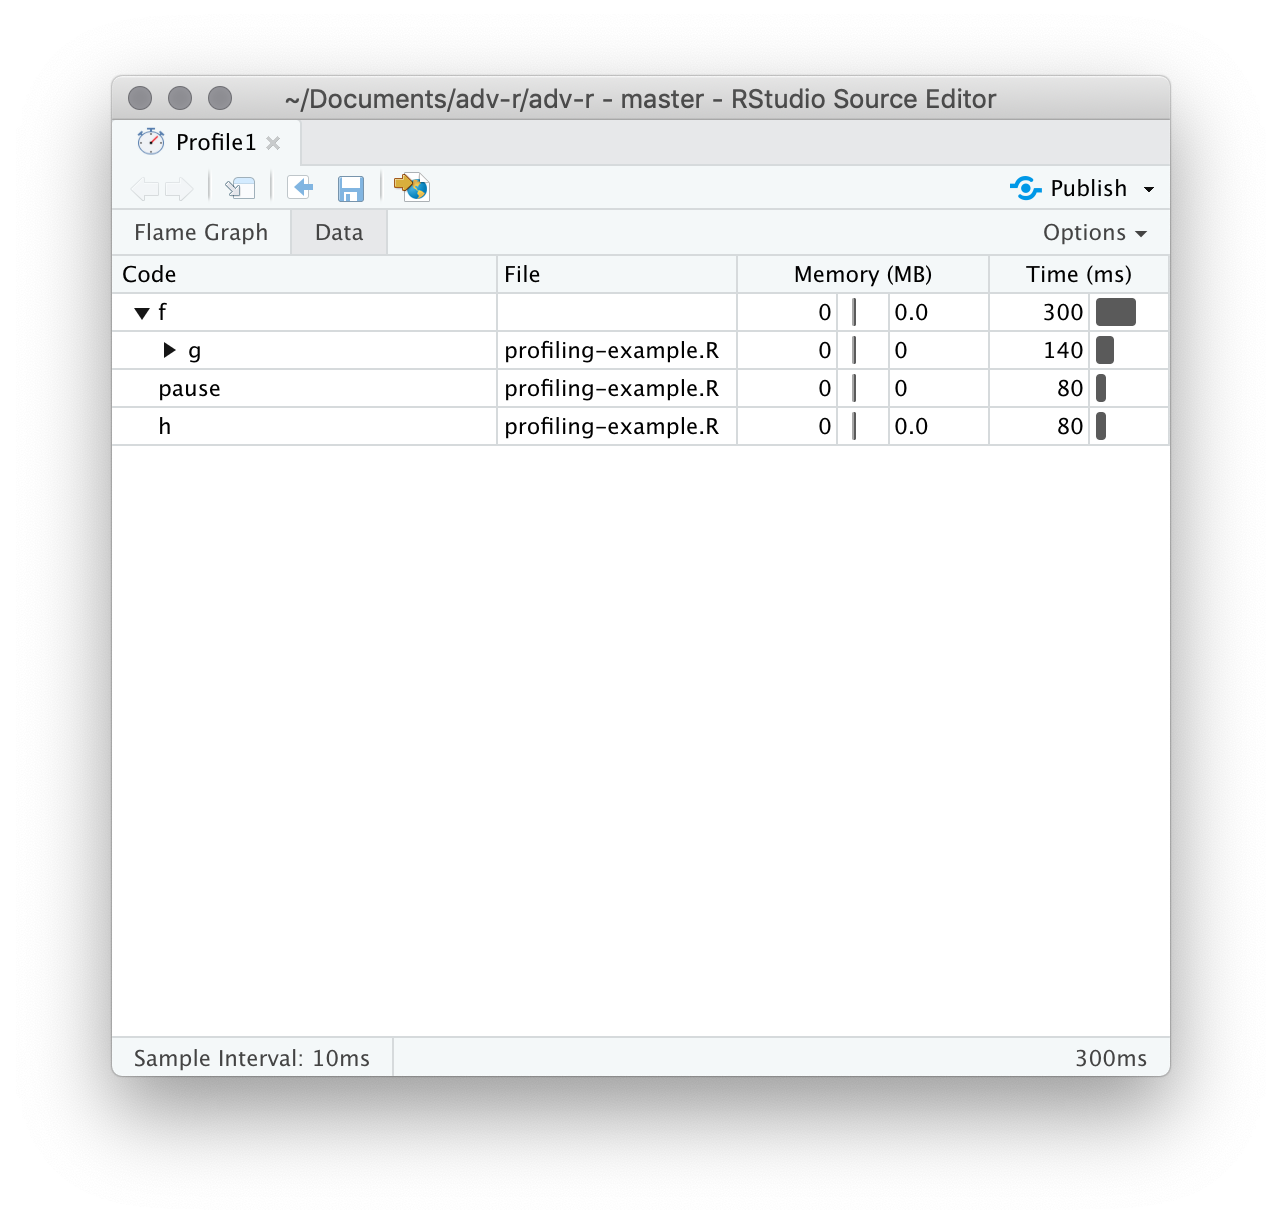 ~/Documents/adv-r/adv-r - master - RStudio Source Editor
Profile1
Publish
Flame Graph Data Options
Code File Memory (MB) Time (ms)
f 0 0.0 300
g profiling-example.R 0 0 140
pause profiling-example.R 0 0 80
h profiling-example.R 0 0.0 80
Sample Interval: 10ms 300ms